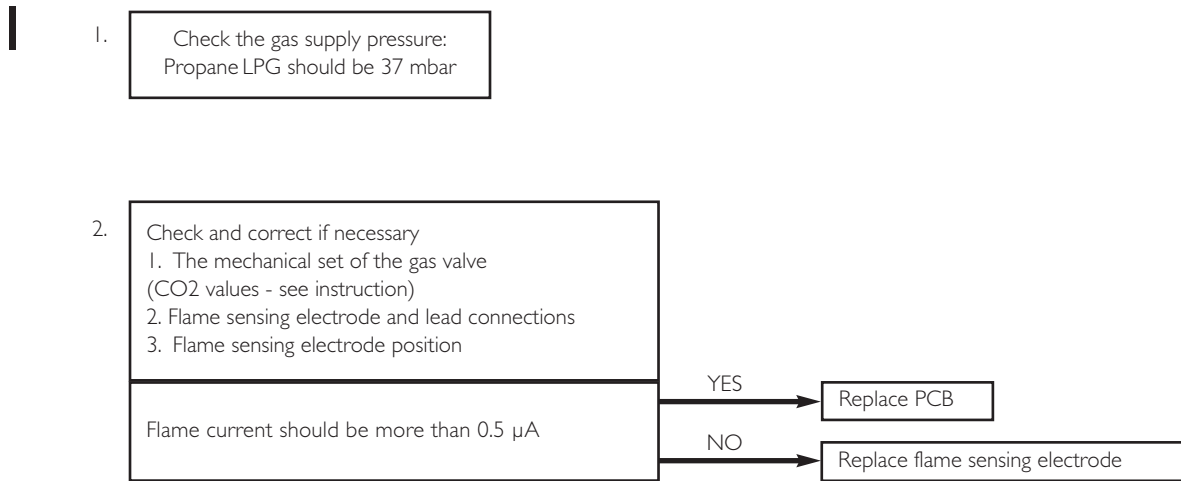 1.
Check the gas supply pressure:
Propane LPG should be 37 mbar
2.
Check and correct if necessary
1. The mechanical set of the gas valve
(CO2 values - see instruction)
2. Flame sensing electrode and lead connections
3. Flame sensing electrode position
YES
Replace PCB
Flame current should be more than 0.5 µA
NO
Replace flame sensing electrode